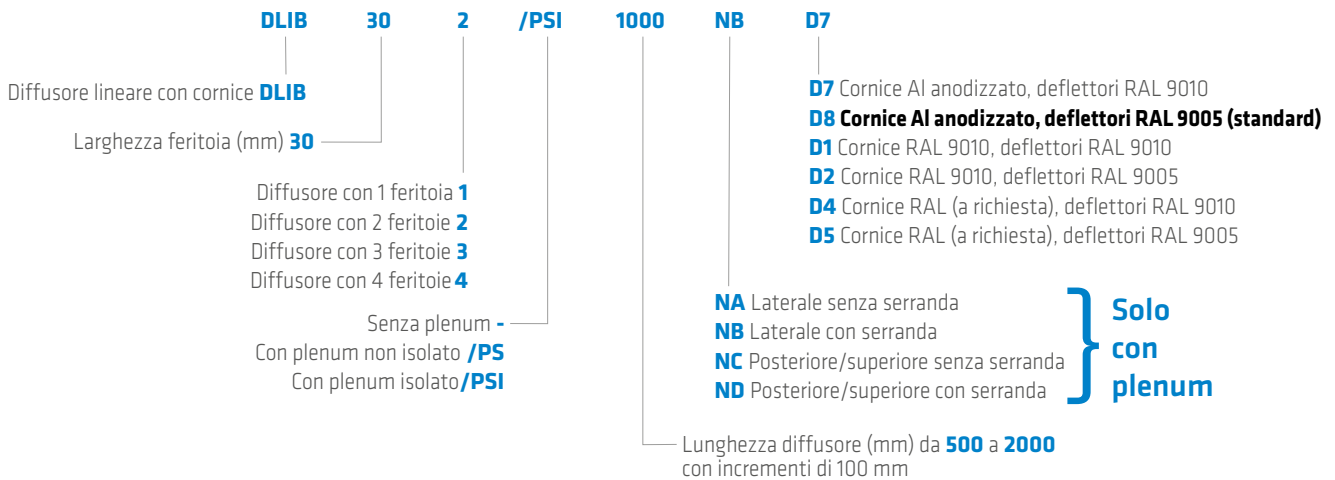 DLIB 30 2 /PSI 1000 NB D7
Diffusore lineare con cornice DLIB
Larghezza feritoia (mm) 30
Diffusore con 1 feritoia 1
Diffusore con 2 feritoie 2
Diffusore con 3 feritoie 3
Diffusore con 4 feritoie 4
Senza plenum -
Con plenum non isolato /PS
Con plenum isolato/PSI
D7 Cornice Al anodizzato, deflettori RAL 9010
D8 Cornice Al anodizzato, deflettori RAL 9005 (standard)
D1 Cornice RAL 9010, deflettori RAL 9010
D2 Cornice RAL 9010, deflettori RAL 9005
D4 Cornice RAL (a richiesta), deflettori RAL 9010
D5 Cornice RAL (a richiesta), deflettori RAL 9005
NA Laterale senza serranda
NB Laterale con serranda
NC Posteriore/superiore senza serranda
ND Posteriore/superiore con serranda
Solo
con
plenum
Lunghezza diffusore (mm) da 500 a 2000
con incrementi di 100 mm